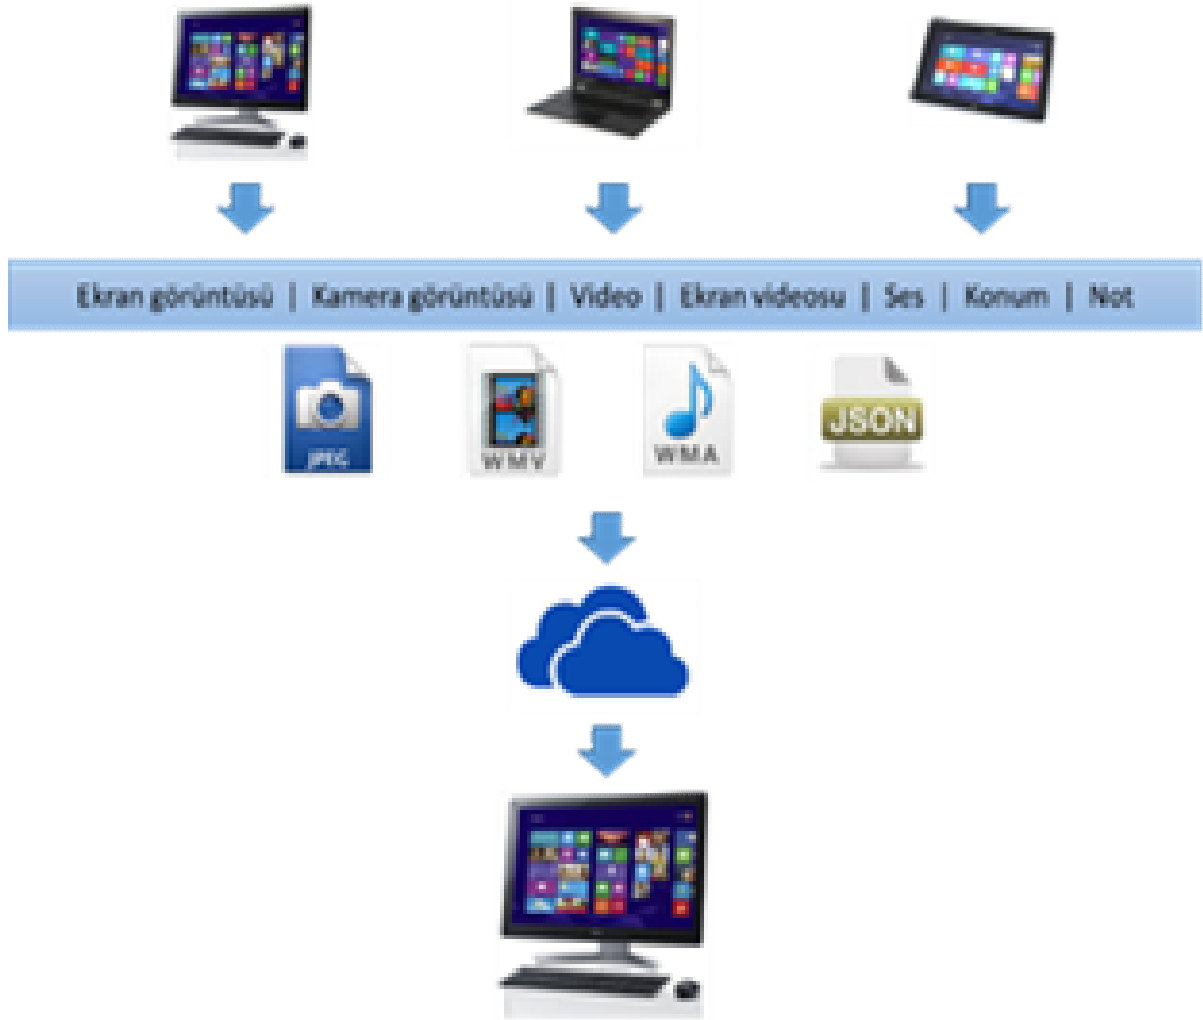 Ekran görüntüsü | Kamera görüntüsü | Video | Ekran videosu | Ses | Konum | Not
JPEG
WMV
WMA
JSON